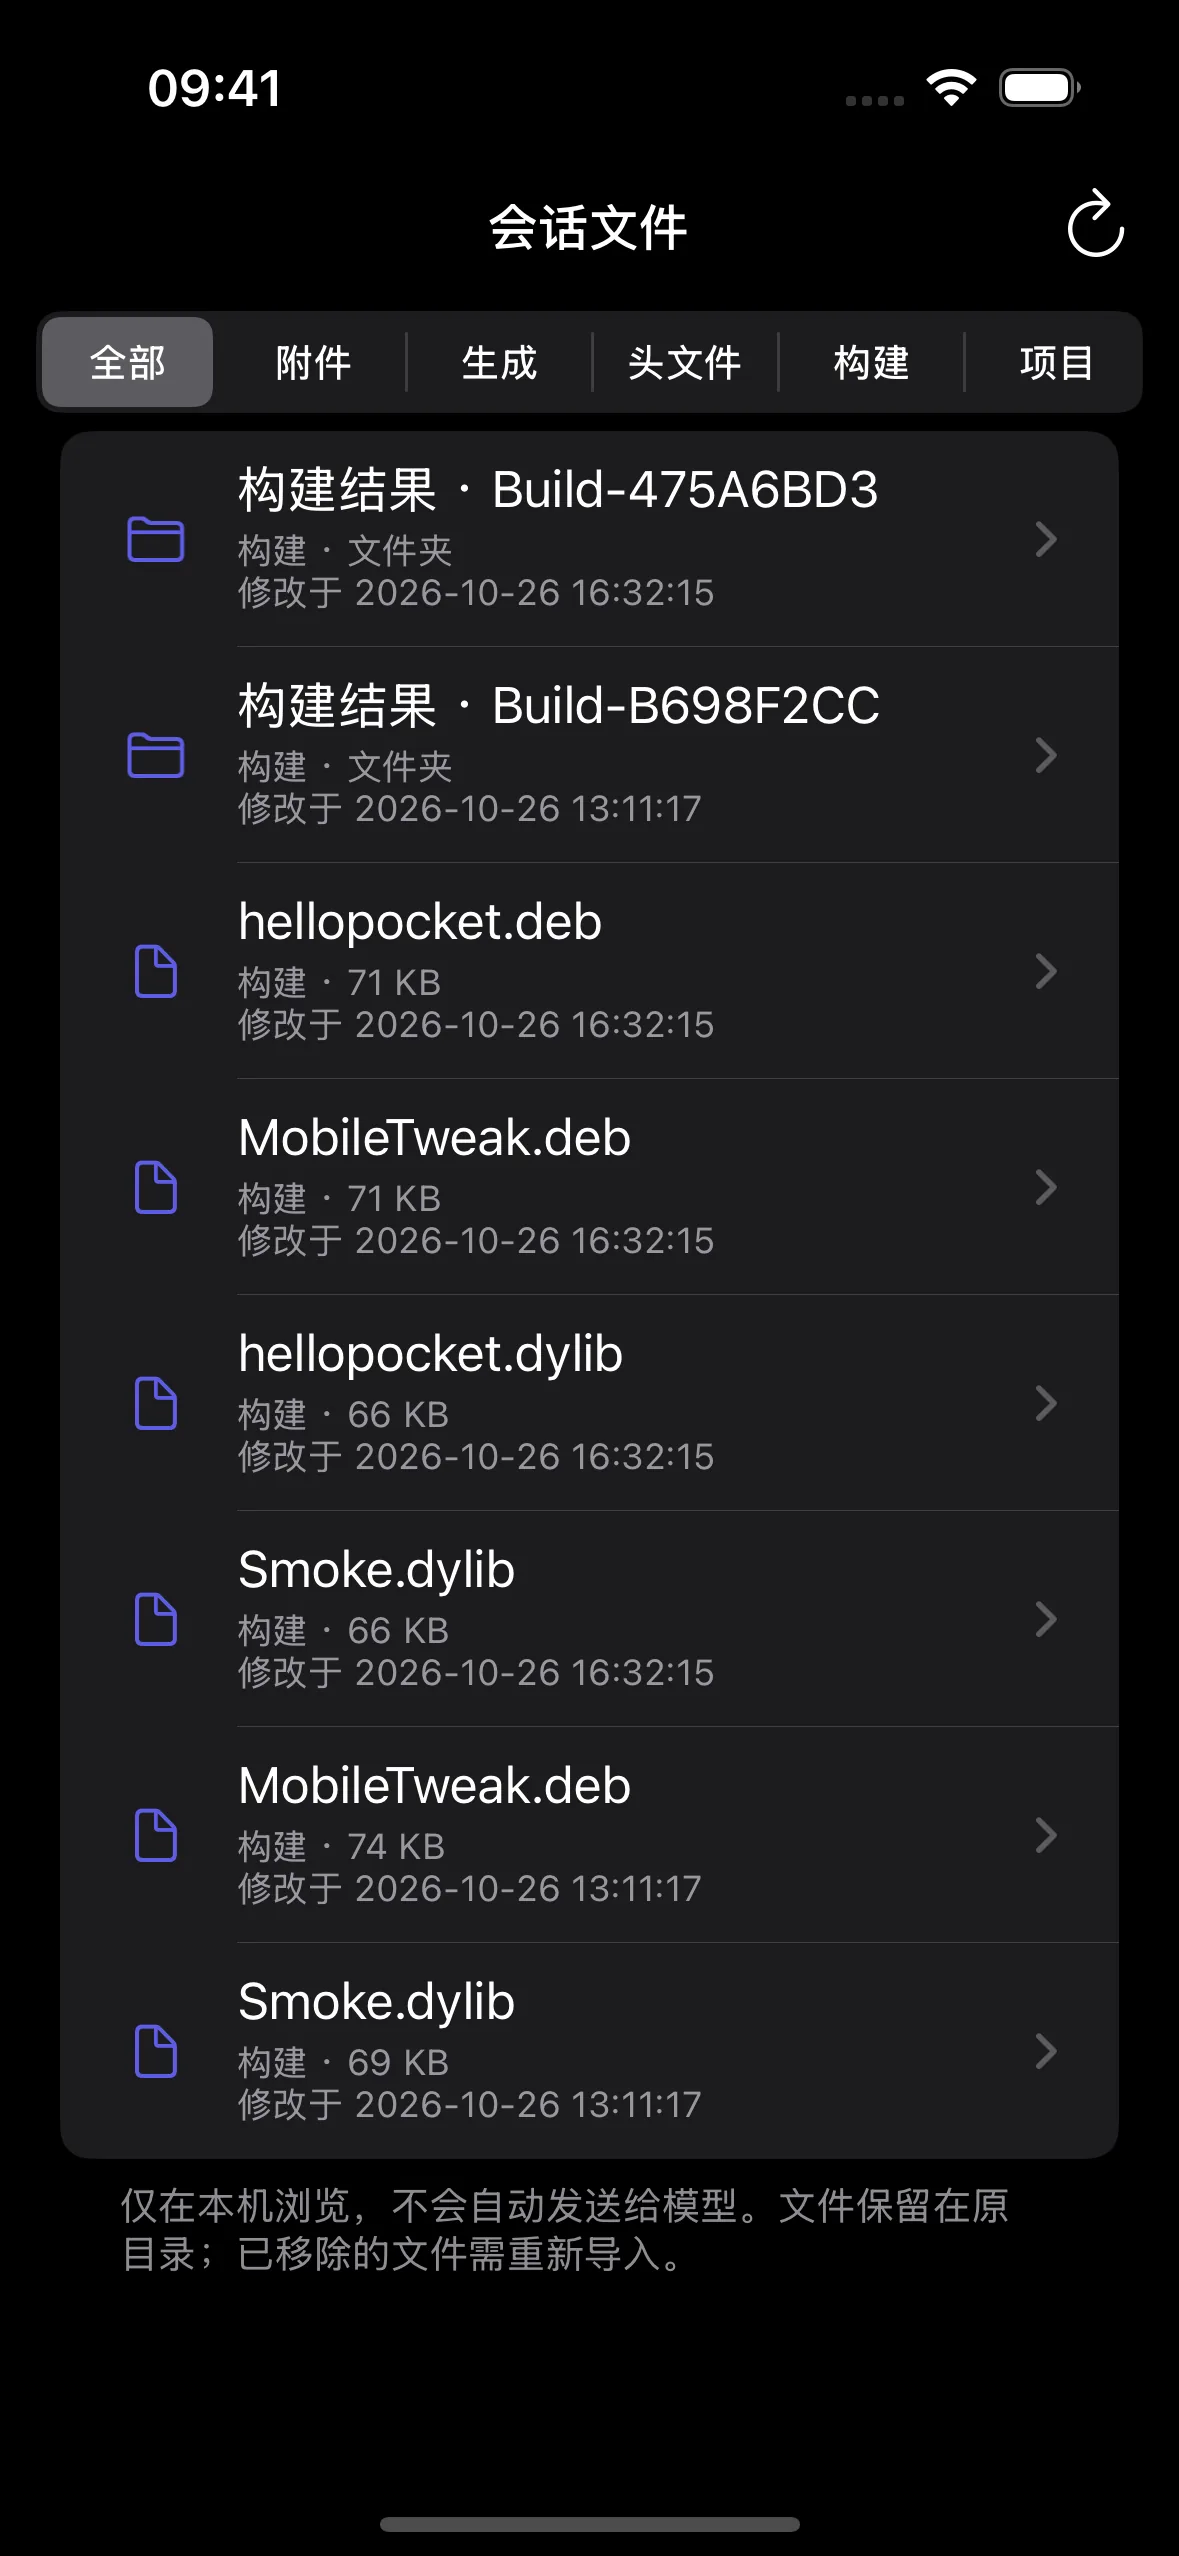 09:41
会话文件
全部
附件
生成
头文件
构建
项目
构建结果 · Build-475A6BD3
构建 · 文件夹
修改于 2026-10-26 16:32:15
构建结果 · Build-B698F2CC
构建 · 文件夹
修改于 2026-10-26 13:11:17
hellopocket.deb
构建 · 71 KB
修改于 2026-10-26 16:32:15
MobileTweak.deb
构建 · 71 KB
修改于 2026-10-26 16:32:15
hellopocket.dylib
构建 · 66 KB
修改于 2026-10-26 16:32:15
Smoke.dylib
构建 · 66 KB
修改于 2026-10-26 16:32:15
MobileTweak.deb
构建 · 74 KB
修改于 2026-10-26 13:11:17
Smoke.dylib
构建 · 69 KB
修改于 2026-10-26 13:11:17
仅在本机浏览，不会自动发送给模型。文件保留在原
目录；已移除的文件需重新导入。